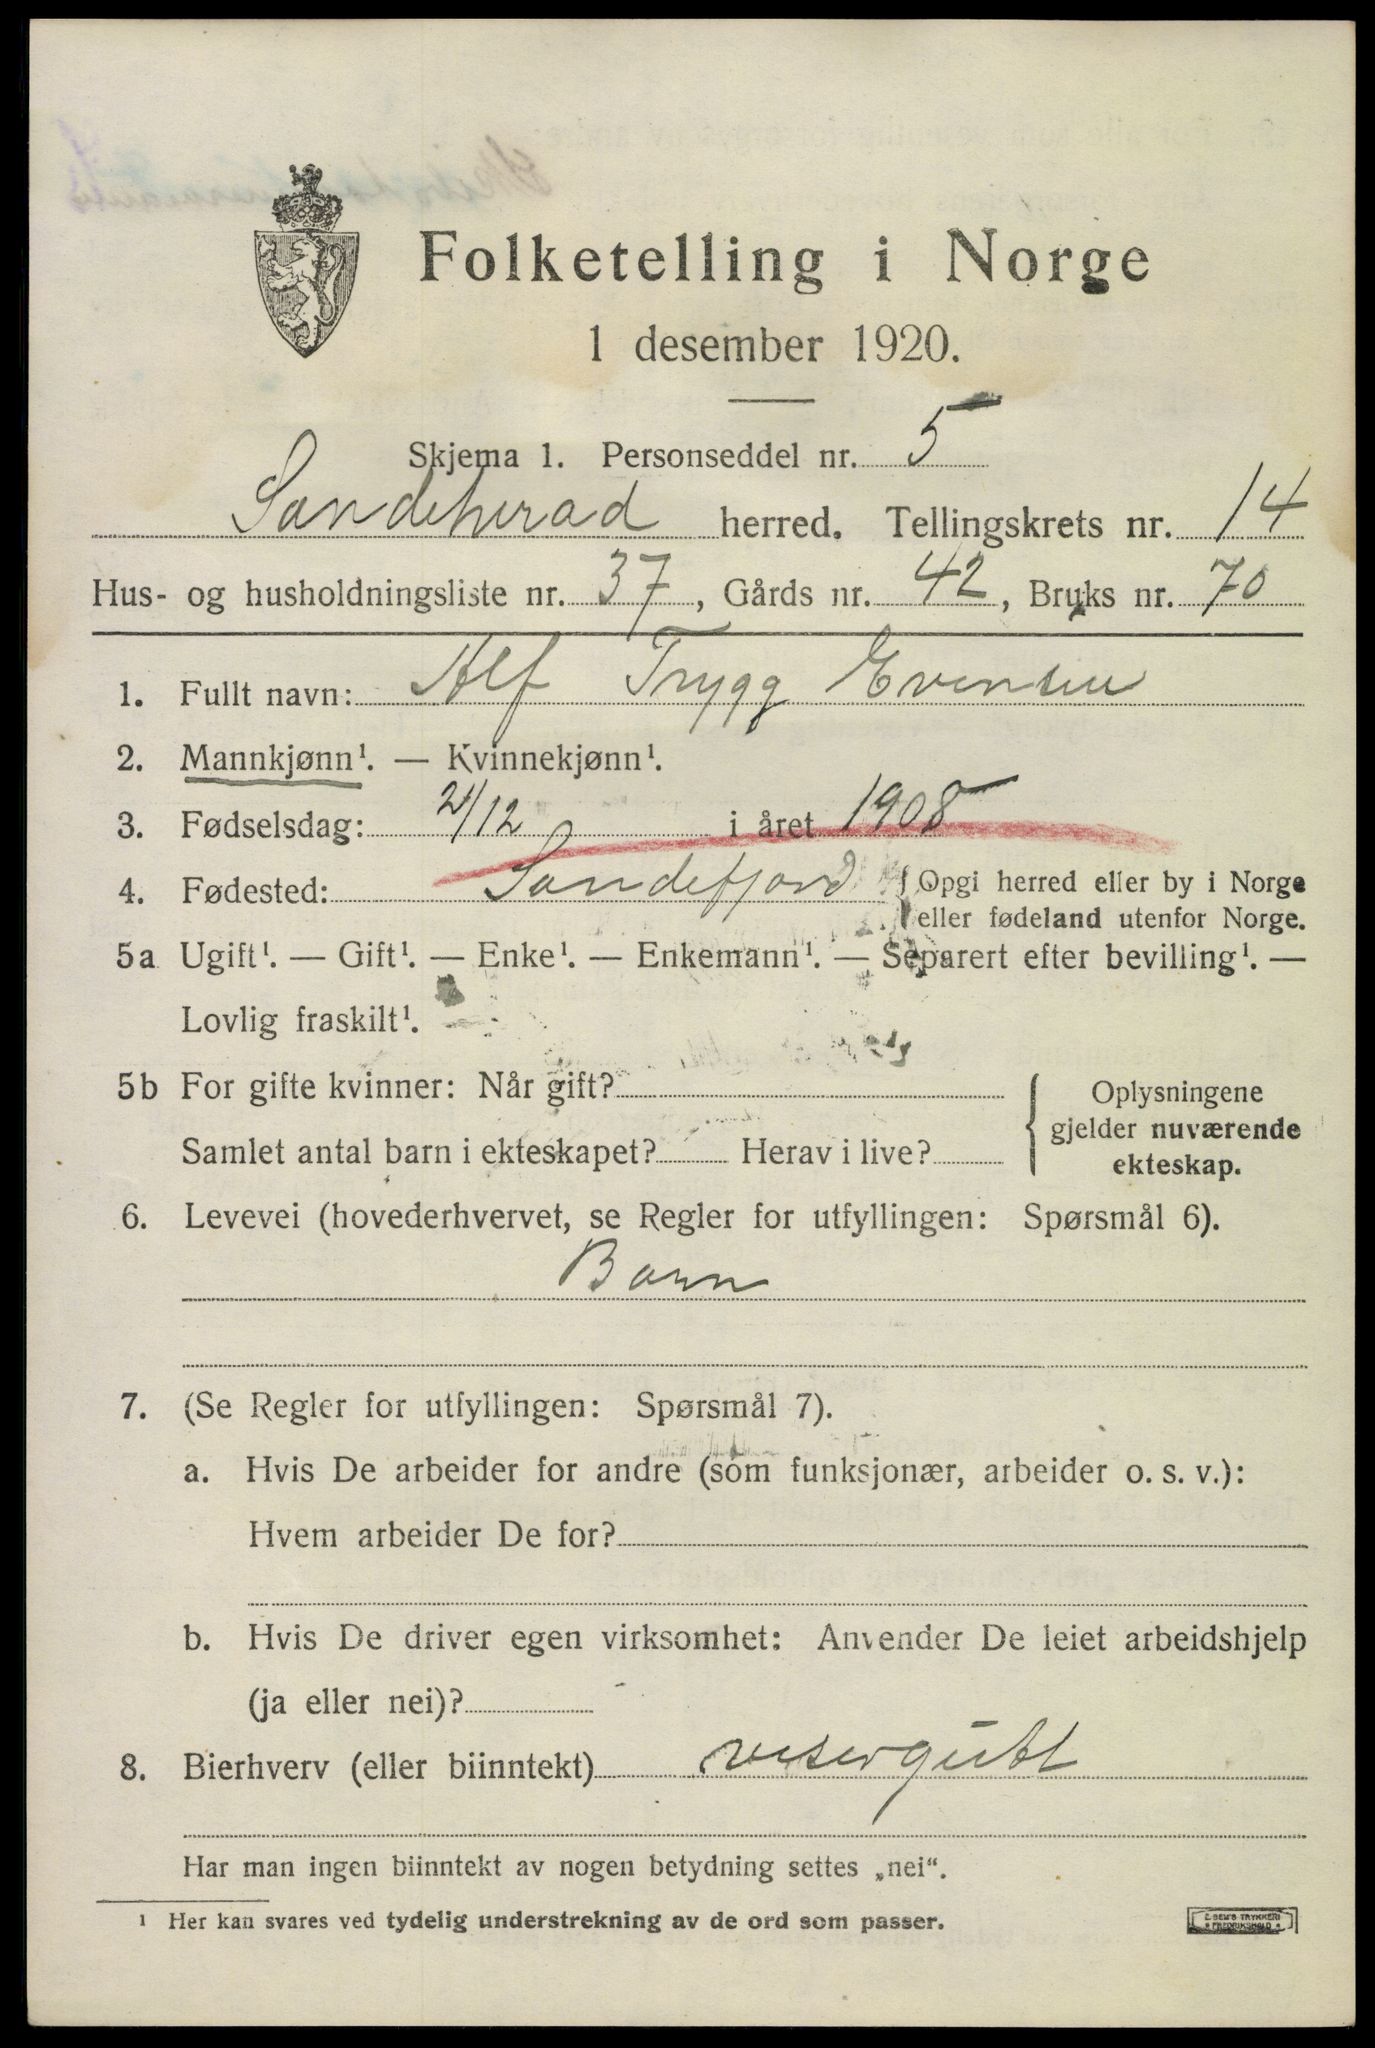 Folketelling i Norge
1 desember 1920.
Skjema 1. Personseddel nr. 5
Sandeherad herred. Tellingskrets nr. 14
Hus- og husholdningsliste nr. 37, Gårds nr. 42, Bruks nr. 70
1. Fullt navn: Alf Trygg Evensen
2. Mannkjønn¹. — Kvinnekjønn¹.
3. Fødselsdag: 21/12 i året 1908
4. Fødested: Sandefjord { Opgi herred eller by i Norge
eller fødeland utenfor Norge.
5a Ugift¹. — Gift¹. — Enke¹. — Enkemann¹. — Separert efter bevilling¹. —
Lovlig fraskilt¹.
5b For gifte kvinner: Når gift?
Samlet antal barn i ekteskapet? Herav i live?
{ Oplysningene
gjelder nuværende
ekteskap.
6. Levevei (hovederhvervet, se Regler for utfyllingen: Spørsmål 6).
Barn
7. (Se Regler for utfyllingen: Spørsmål 7).
a. Hvis De arbeider for andre (som funksjonær, arbeider o. s. v.):
Hvem arbeider De for?
b. Hvis De driver egen virksomhet: Anvender De leiet arbeidshjelp
(ja eller nei)?
8. Bierhverv (eller biinntekt) visergutt
Har man ingen biinntekt av nogen betydning settes „nei“.
¹ Her kan svares ved tydelig understrekning av de ord som passer.
E. SEM'S TRYKKERI
* FREDRIKSHALD *